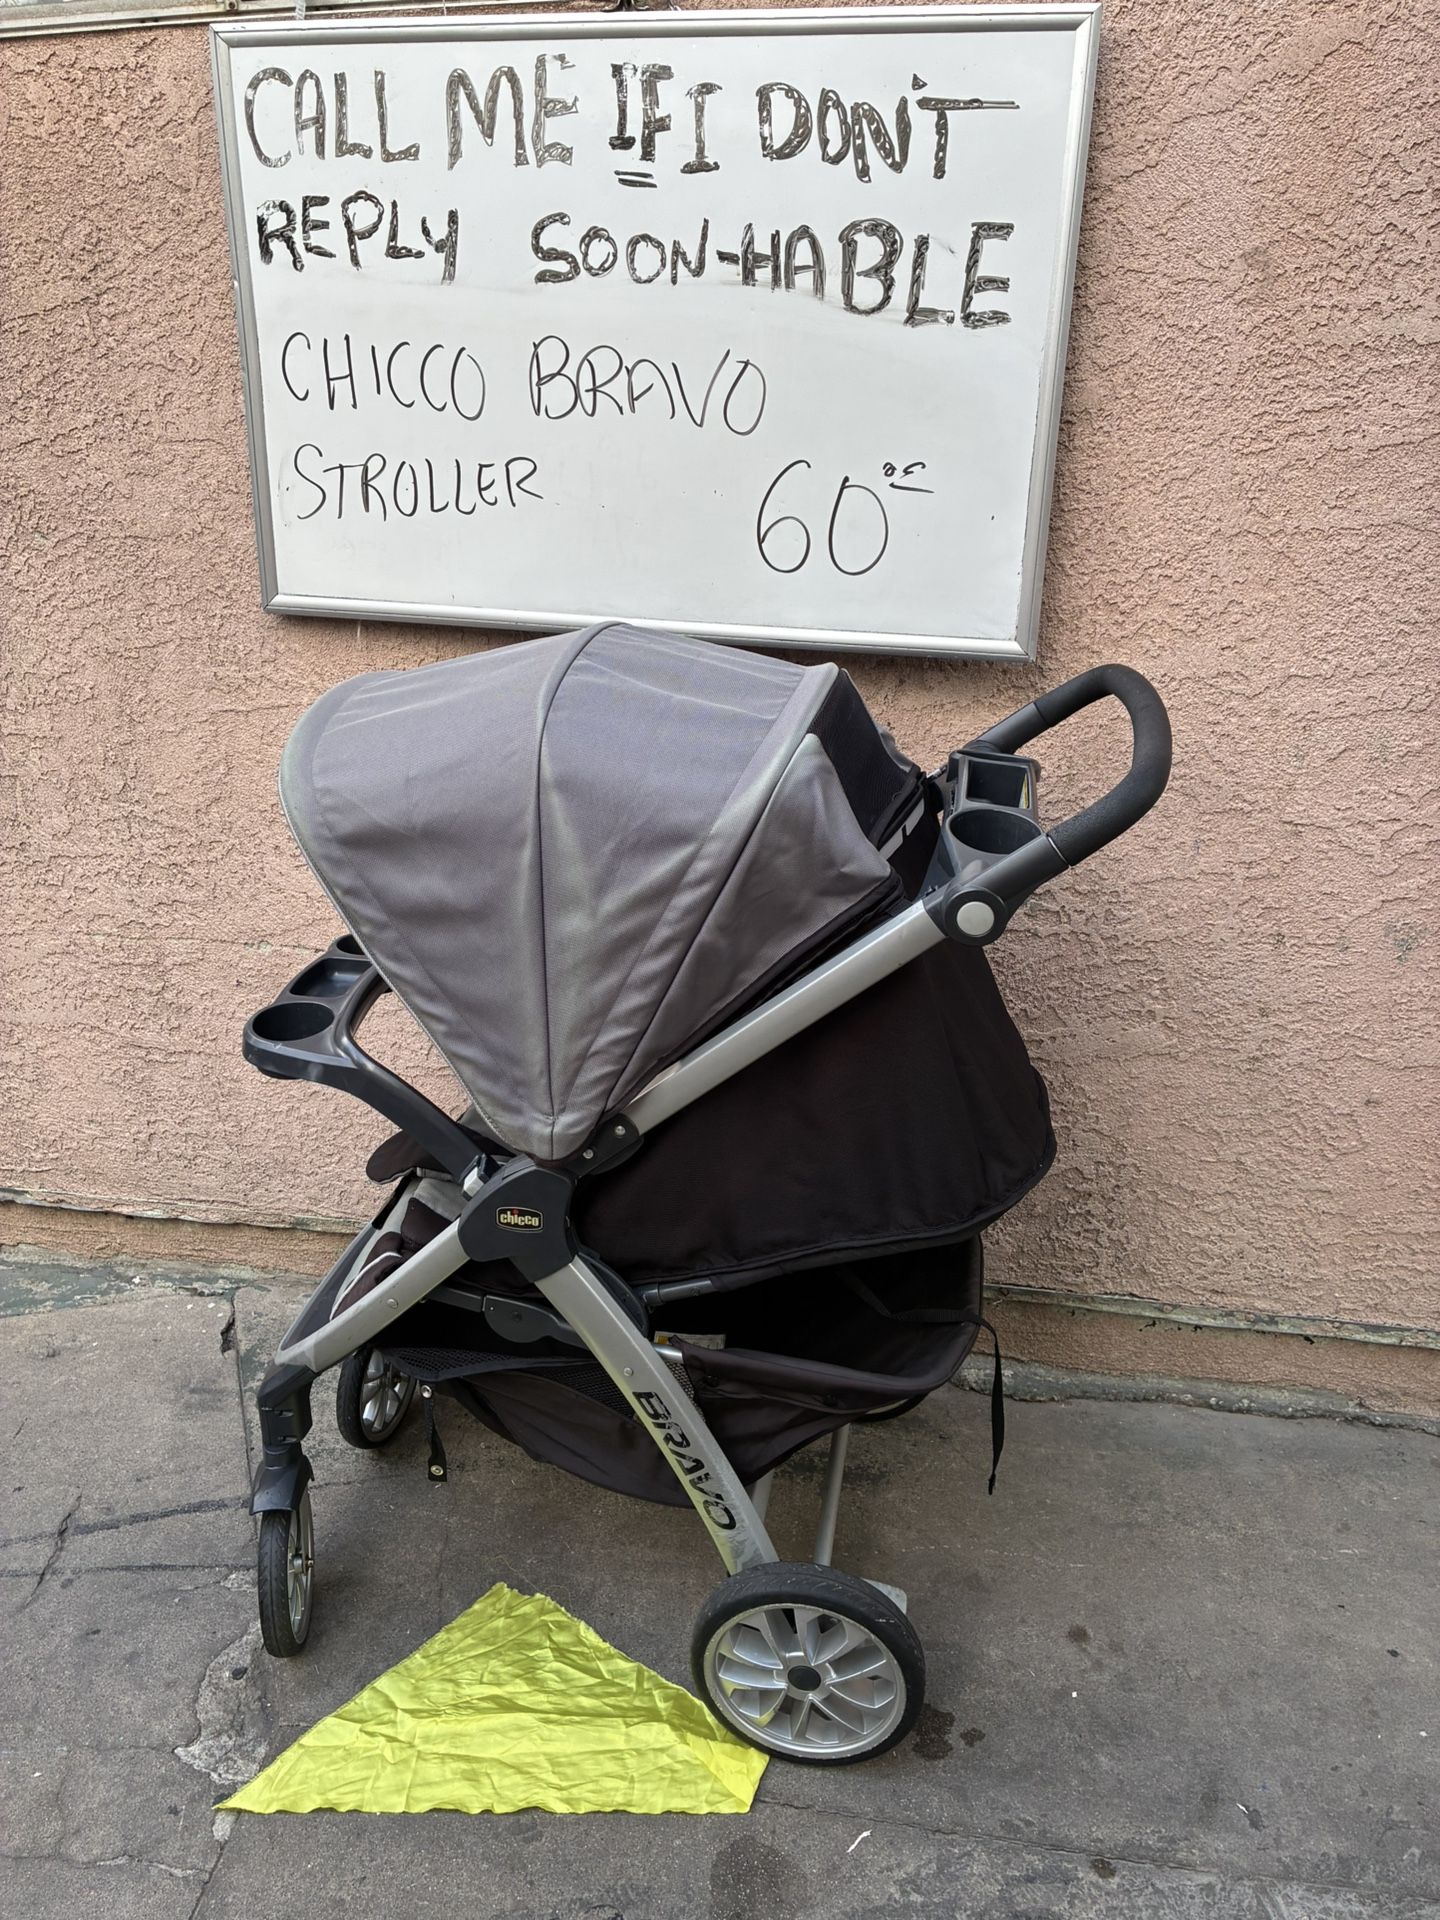 CALL ME IF I DON'T
REPLY SOON-HABLE
CHICCO BRAVO
STROLLER 60
chicco
BRAVO